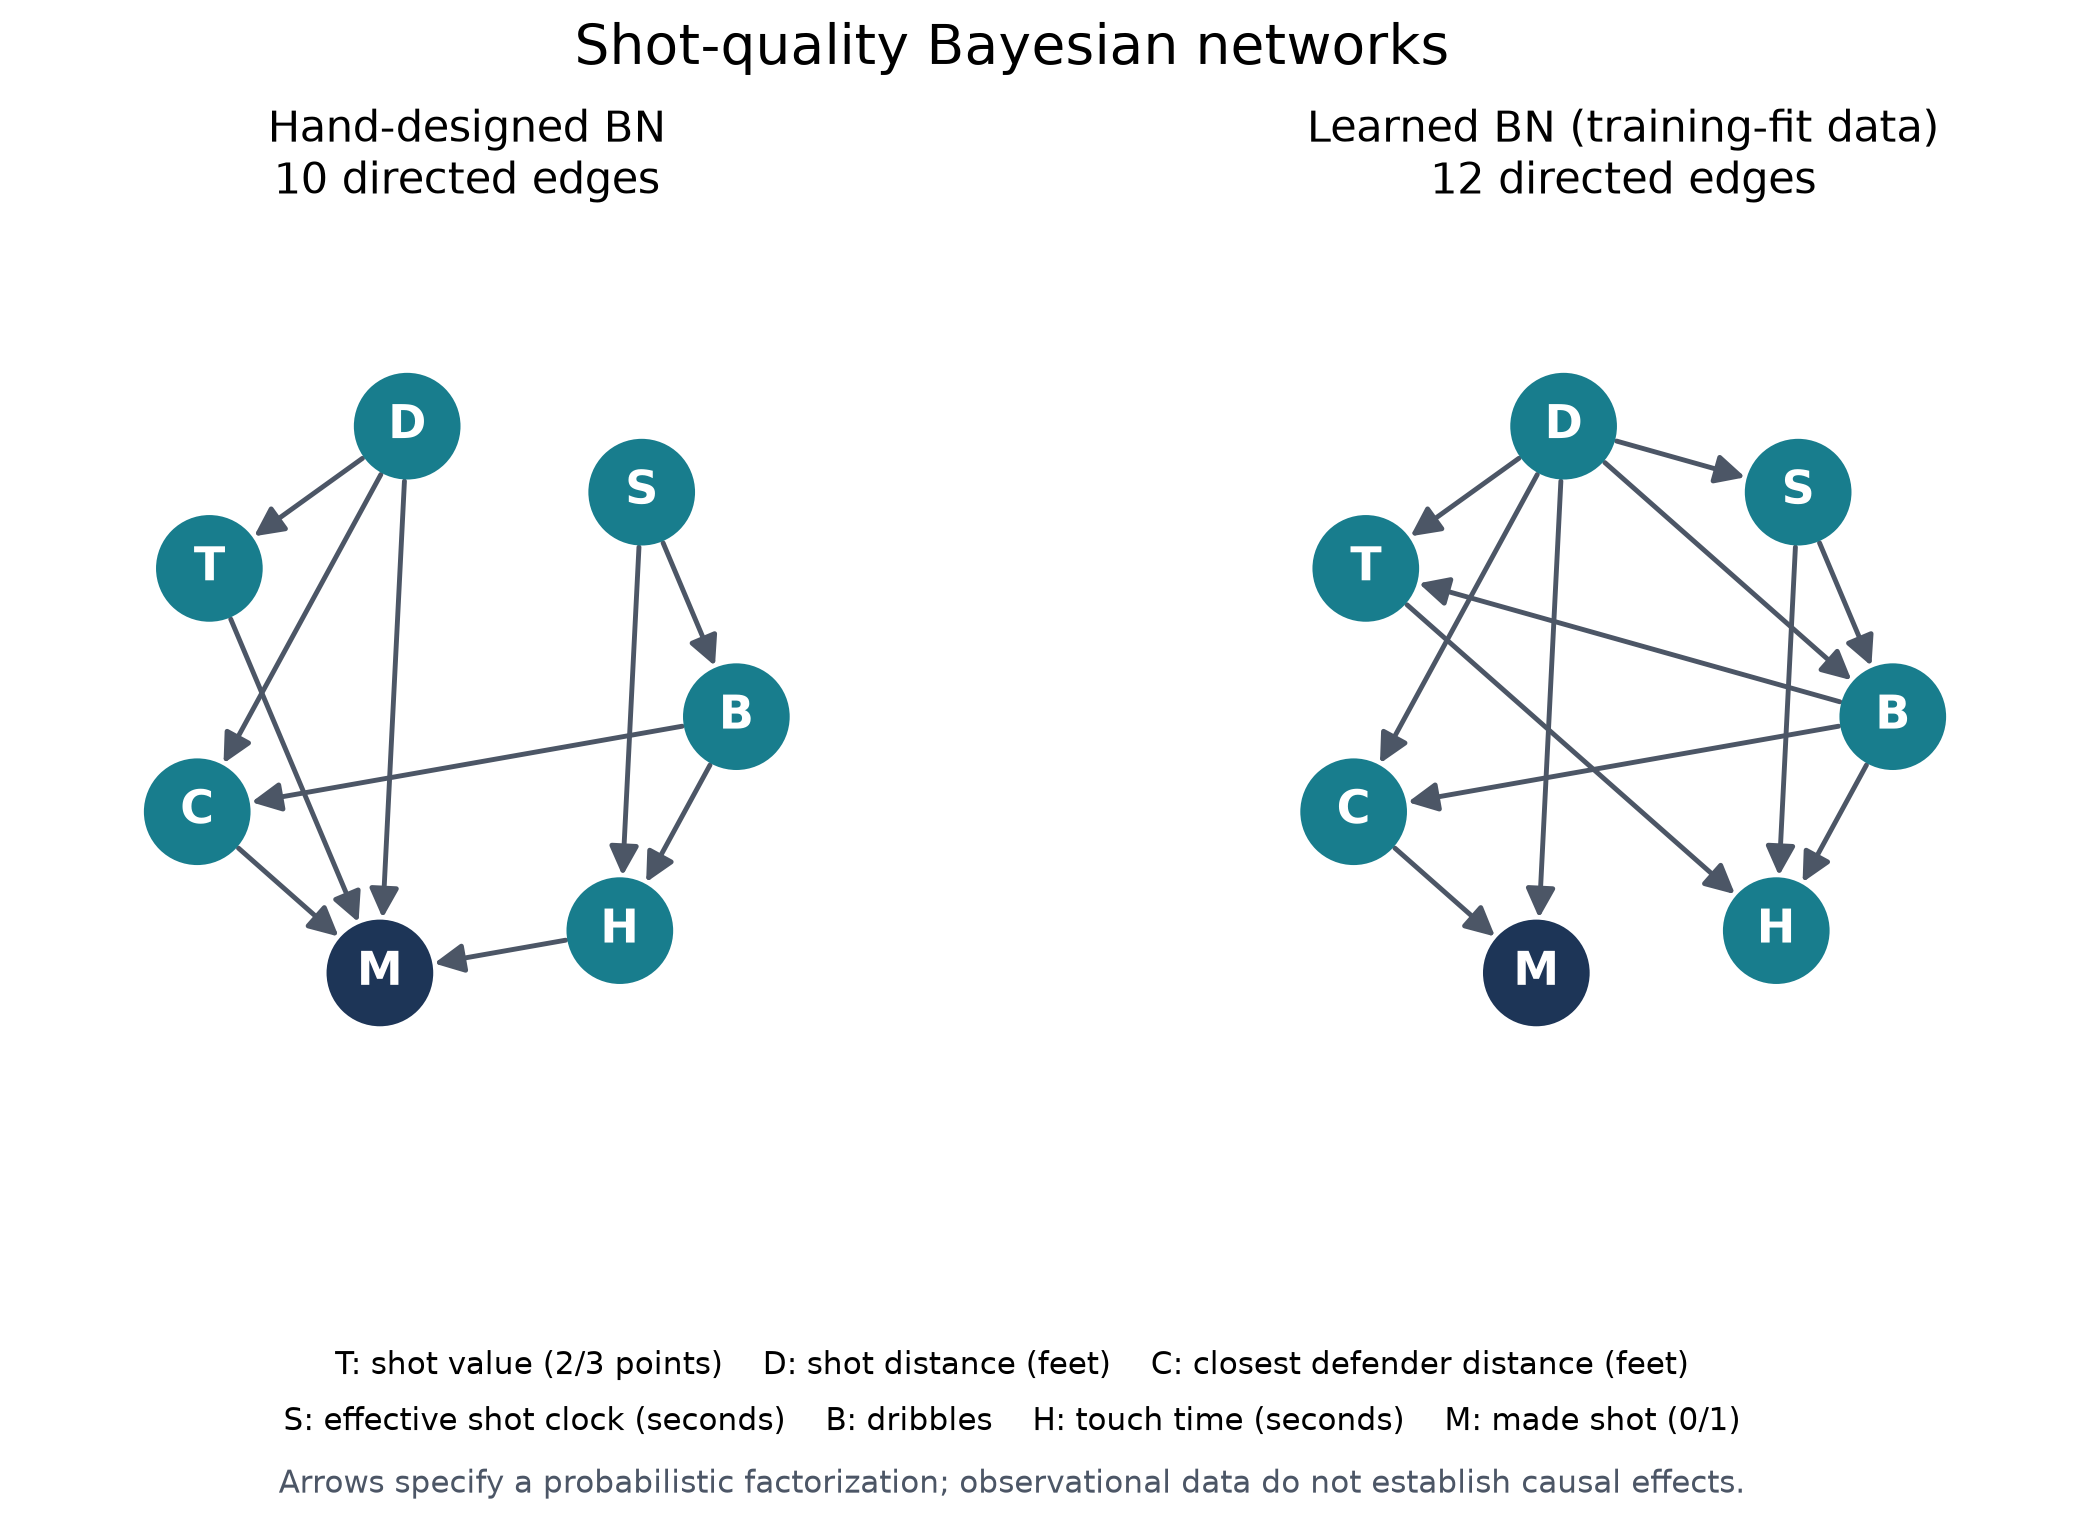 Shot-quality Bayesian networks
Hand-designed BN
10 directed edges
Learned BN (training-fit data)
12 directed edges
D
S
T
B
C
H
M
D
S
T
B
C
H
M
T: shot value (2/3 points)    D: shot distance (feet)    C: closest defender distance (feet)
S: effective shot clock (seconds)    B: dribbles    H: touch time (seconds)    M: made shot (0/1)
Arrows specify a probabilistic factorization; observational data do not establish causal effects.